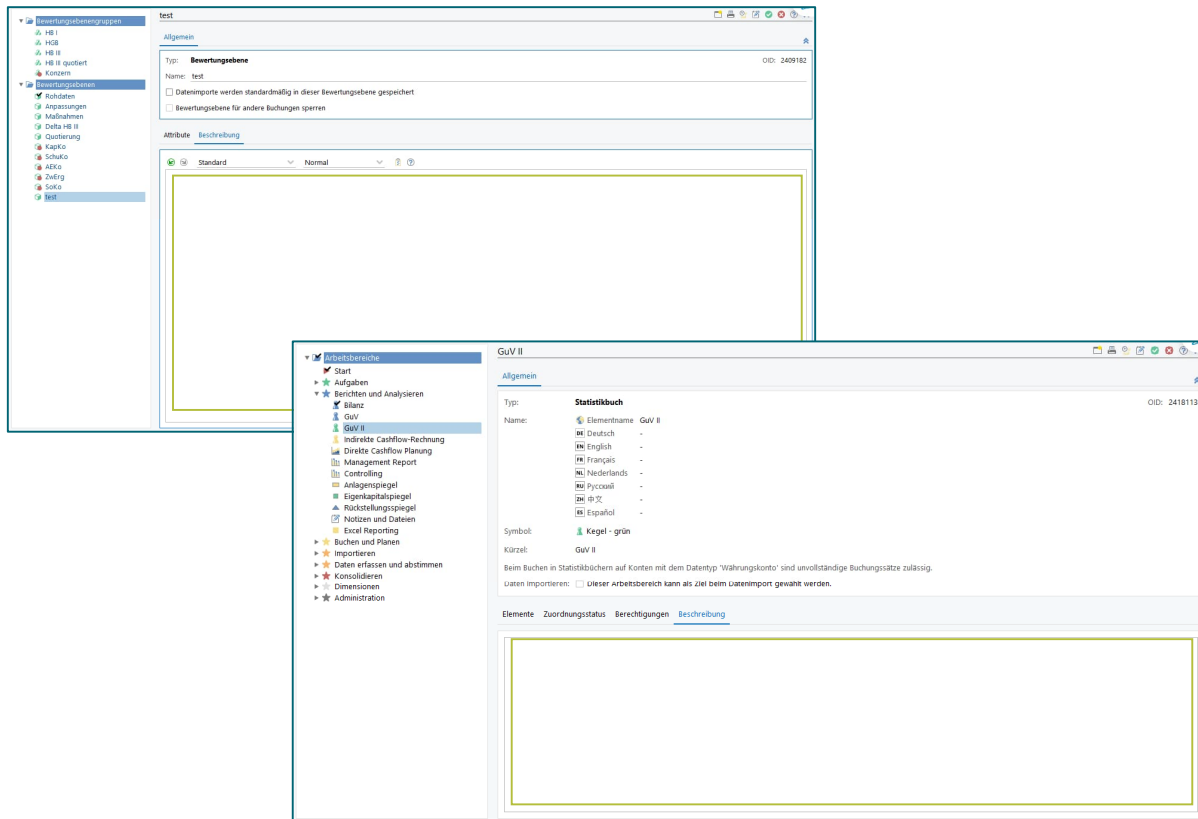 Bewertungsebenengruppen
HB I
HGB
HB III
HB III quotiert
Konzern
Bewertungsebenen
Rohdaten
Anpassungen
Maßnahmen
Delta HB III
Quotierung
KapKo
SchuKo
AEKo
ZwErg
SoKo
test
test
Allgemein
Typ: Bewertungsebene OID: 2409182
Name: test
Datenimporte werden standardmäßig in dieser Bewertungsebene gespeichert
Bewertungsebene für andere Buchungen sperren
Attribute Beschreibung
Standard Normal
Arbeitsbereiche
Start
Aufgaben
Berichten und Analysieren
Bilanz
GuV
GuV II
Indirekte Cashflow-Rechnung
Direkte Cashflow Planung
Management Report
Controlling
Anlagenspiegel
Eigenkapitalspiegel
Rückstellungsspiegel
Notizen und Dateien
Excel Reporting
Buchen und Planen
Importieren
Daten erfassen und abstimmen
Konsolidieren
Dimensionen
Administration
GuV II
Allgemein
Typ: Statistikbuch OID: 2418113
Name: Elementname GuV II
DE Deutsch -
EN English -
FR Français -
NL Nederlands -
RU Русский -
ZH 中文 -
ES Español -
Symbol: Kegel - grün
Kürzel: GuV II
Beim Buchen in Statistikbüchern auf Konten mit dem Datentyp 'Währungskonto' sind unvollständige Buchungssätze zulässig.
Daten Importieren: Dieser Arbeitsbereich kann als Ziel beim Datenimport gewählt werden.
Elemente Zuordnungsstatus Berechtigungen Beschreibung